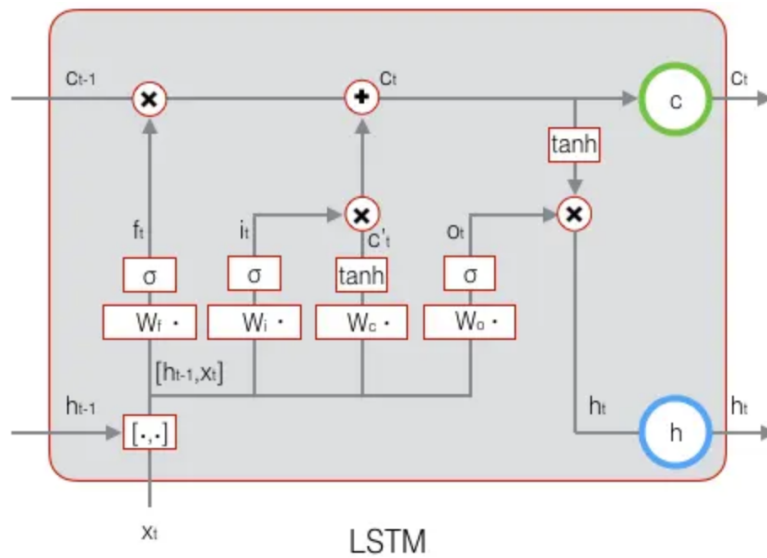 ct-1 ct ct
c
tanh
ft it c't ot
σ σ tanh σ
Wf · Wi · Wc · Wo ·
[ht-1,xt]
ht-1 ht ht
[·,·] h
xt
LSTM